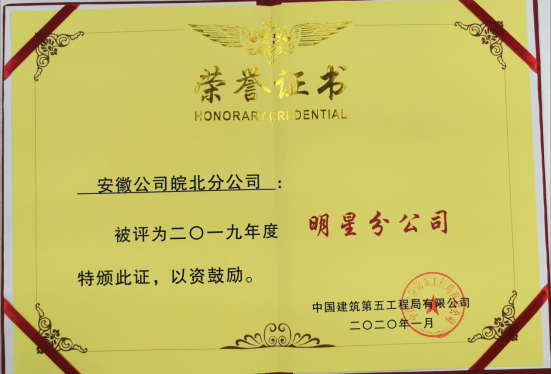 荣誉证书
HONORARY CREDENTIAL
安徽公司皖北分公司：
被评为二〇一九年度 明星分公司
特颁此证，以资鼓励。
中国建筑第五工程局有限公司
二〇二〇年一月